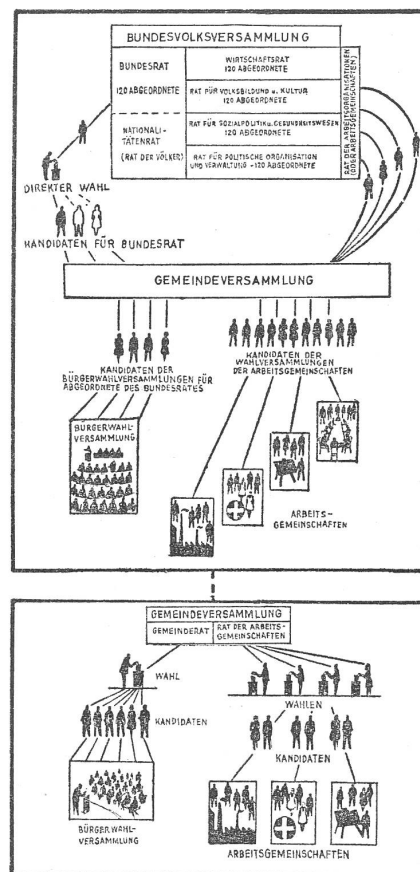 BUNDESVOLKSVERSAMMLUNG
BUNDESRAT
120 ABGEORDNETE
NATIONALI-
TÄTENRAT
(RAT DER VÖLKER)
WIRTSCHAFTSRAT
120 ABGEORDNETE
RAT FÜR VOLKSBILDUNG u. KULTUR
120 ABGEORDNETE
RAT FÜR SOZIALPOLITIK u. GESUNDHEITSWESEN
120 ABGEORDNETE
RAT FÜR POLITISCHE ORGANISATION
UND VERWALTUNG - 120 ABGEORDNETE
RAT DER ARBEITSORGANISATIONEN
(ODER ARBEITSGEMEINSCHAFTEN)
DIREKTER WAHL
KANDIDATEN FÜR BUNDESRAT
GEMEINDEVERSAMMLUNG
KANDIDATEN DER
BÜRGERWAHLVERSAMMLUNGEN FÜR
ABGEORDNETE DES BUNDESRATES
KANDIDATEN DER
WAHLVERSAMMLUNGEN
DER ARBEITSGEMEINSCHAFTEN
BÜRGERWAHL-
VERSAMMLUNG
ARBEITS-
GEMEINSCHAFTEN
GEMEINDEVERSAMMLUNG
GEMEINDERAT
RAT DER ARBEITS-
GEMEINSCHAFTEN
WAHL
WAHLEN
KANDIDATEN
KANDIDATEN
BÜRGERWAHL-
VERSAMMLUNG
ARBEITSGEMEINSCHAFTEN